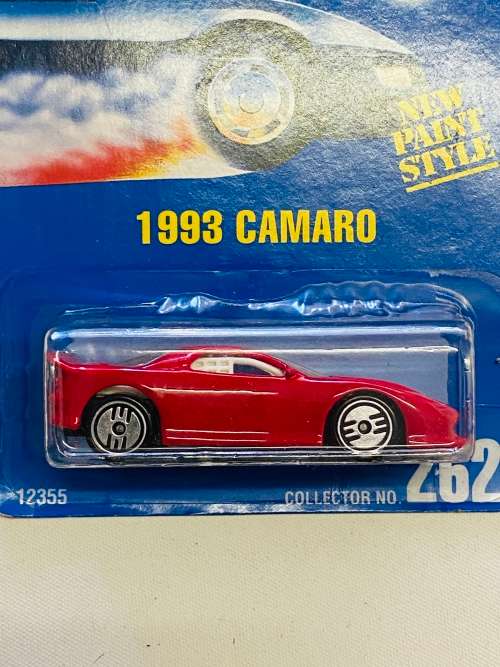 NEW
PAINT
STYLE
1993 CAMARO
12355
COLLECTOR NO. 262